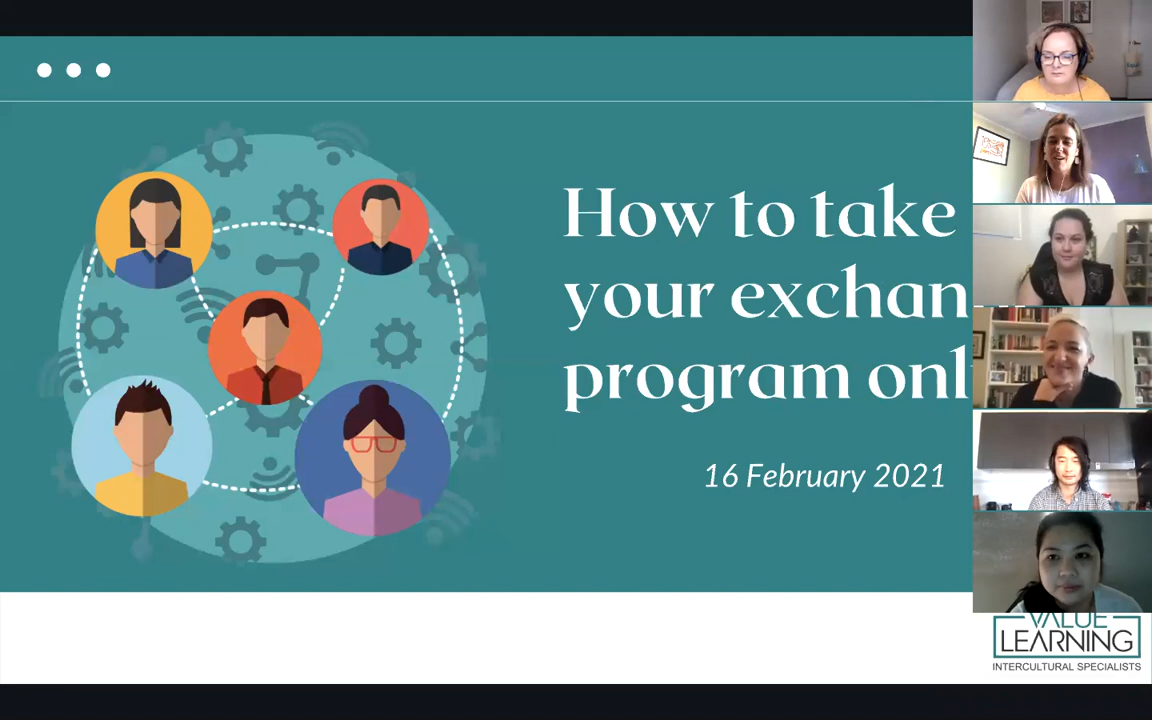 How to take
your exchan
program onl
16 February 2021
VALUE
LEARNING
INTERCULTURAL SPECIALISTS